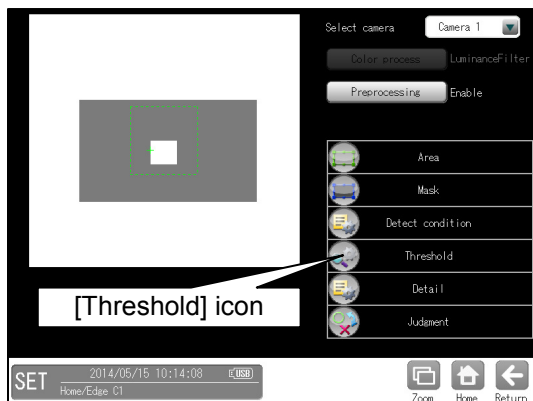 Select camera
Camera 1
Color process
LuminanceFilter
Preprocessing
Enable
Area
Mask
Detect condition
Threshold
Detail
Judgment
[Threshold] icon
SET
2014/05/15 10:14:08
USB
Home/Edge C1
Zoom
Home
Return